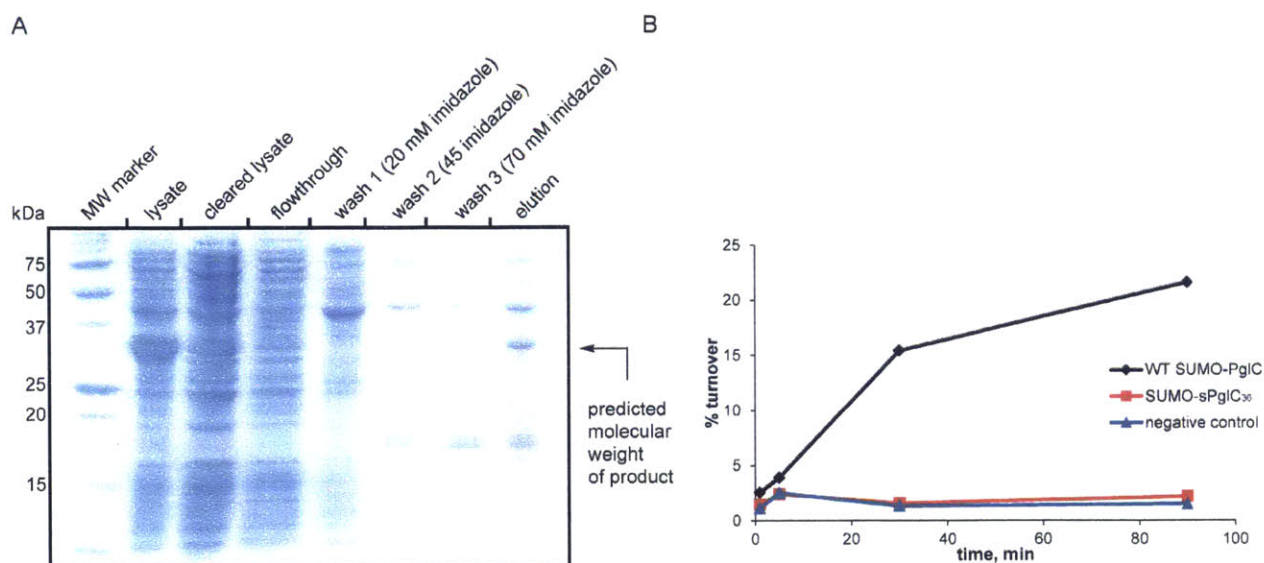 A
MW marker
lysate
cleared lysate
flowthrough
wash 1 (20 mM imidazole)
wash 2 (45 imidazole)
wash 3 (70 mM imidazole)
elution
kDa
75
50
37
25
20
15
predicted
molecular
weight
of product
B
% turnover
25
20
15
10
5
0
0
20
40
60
80
100
time, min
WT SUMO-PglC
SUMO-sPglC₃₆
negative control